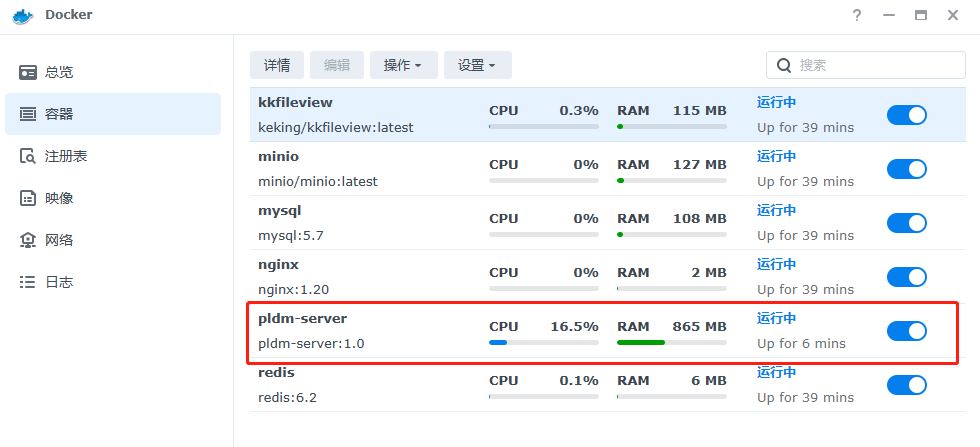 Docker
总览
容器
注册表
映像
网络
日志
详情 编辑 操作 设置 搜索
kkfileview CPU 0.3% RAM 115 MB 运行中
keking/kkfileview:latest Up for 39 mins
minio CPU 0% RAM 127 MB 运行中
minio/minio:latest Up for 39 mins
mysql CPU 0% RAM 108 MB 运行中
mysql:5.7 Up for 39 mins
nginx CPU 0% RAM 2 MB 运行中
nginx:1.20 Up for 39 mins
pldm-server CPU 16.5% RAM 865 MB 运行中
pldm-server:1.0 Up for 6 mins
redis CPU 0.1% RAM 6 MB 运行中
redis:6.2 Up for 39 mins